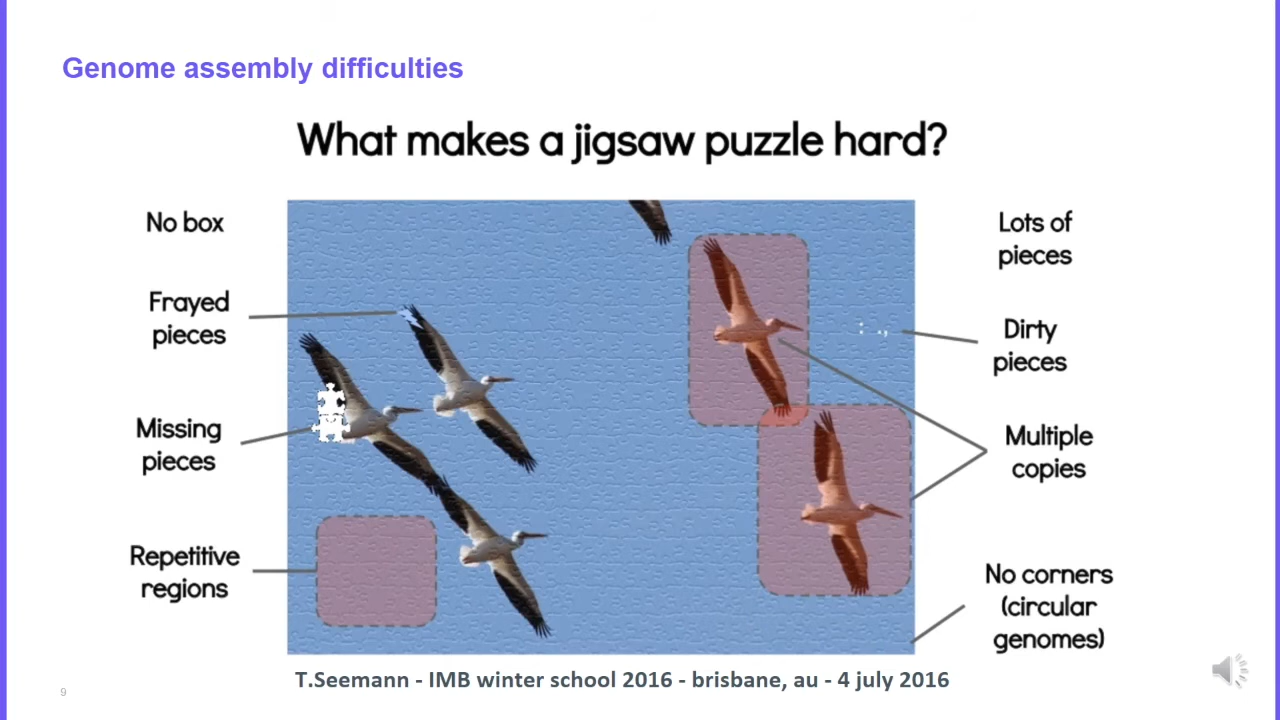 Genome assembly difficulties
What makes a jigsaw puzzle hard?
No box
Frayed
pieces
Missing
pieces
Repetitive
regions
Lots of
pieces
Dirty
pieces
Multiple
copies
No corners
(circular
genomes)
T.Seemann - IMB winter school 2016 - brisbane, au - 4 july 2016
9